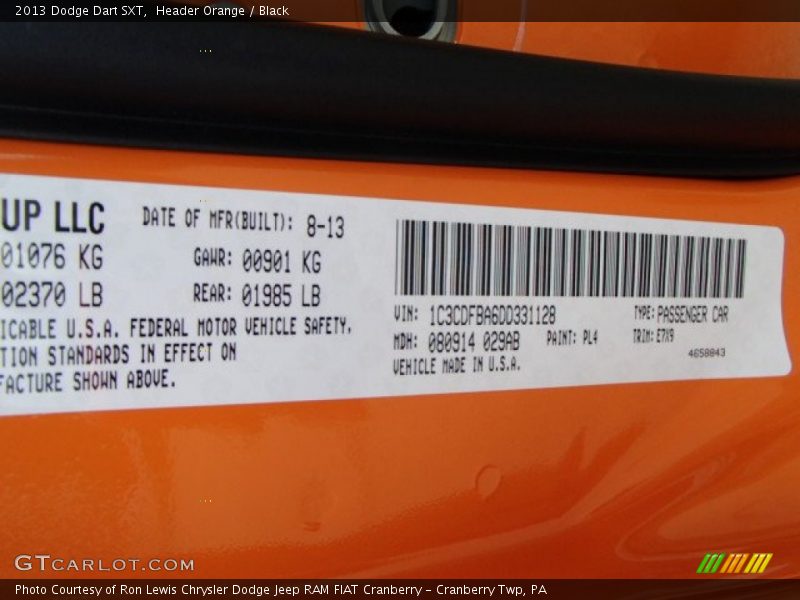 2013 Dodge Dart SXT,  Header Orange / Black
UP LLC
DATE OF MFR(BUILT): 8-13
01076 KG
GAWR: 00901 KG
02370 LB
REAR: 01985 LB
ICABLE U.S.A. FEDERAL MOTOR VEHICLE SAFETY.
TION STANDARDS IN EFFECT ON
FACTURE SHOWN ABOVE.
VIN: 1C3CDFBA6DD331128
TYPE: PASSENGER CAR
MDH: 080914 029AB
PAINT: PL4
TRIM: E7X9
VEHICLE MADE IN U.S.A.
4658043
GTCARLOT.COM
Photo Courtesy of Ron Lewis Chrysler Dodge Jeep RAM FIAT Cranberry – Cranberry Twp, PA